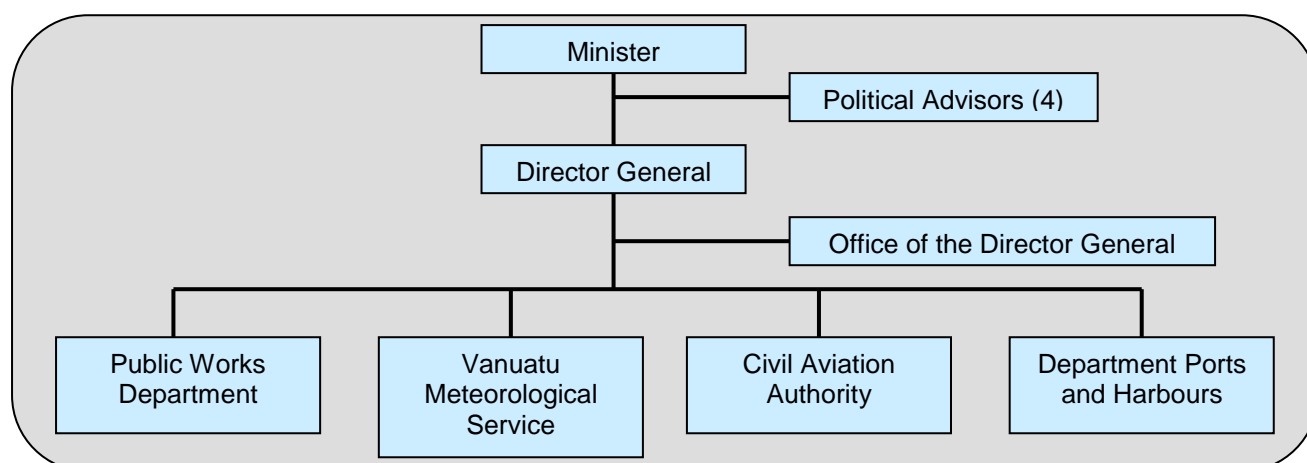 Minister
Political Advisors (4)
Director General
Office of the Director General
Public Works
Department
Vanuatu
Meteorological
Service
Civil Aviation
Authority
Department Ports
and Harbours